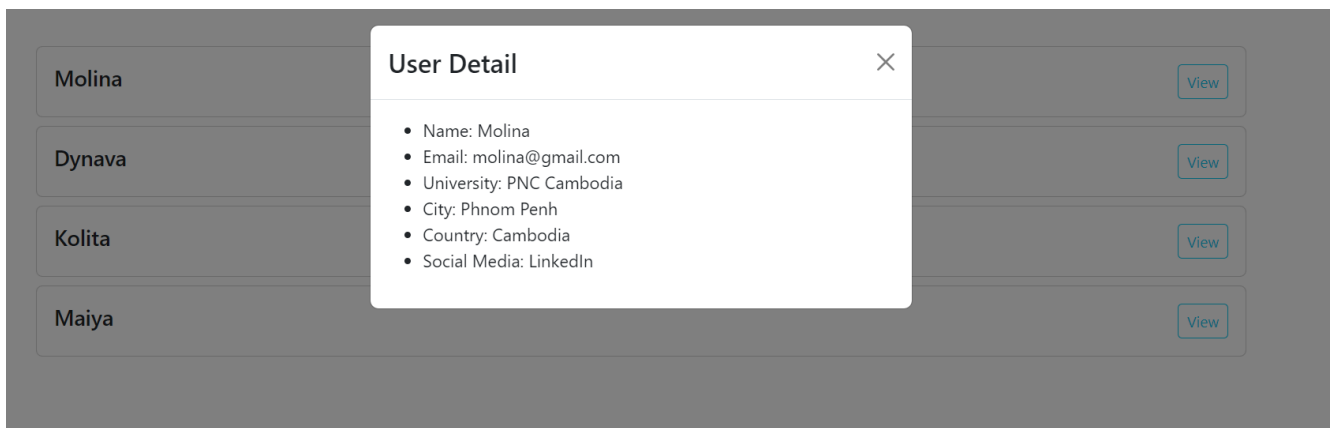 User Detail
• Name: Molina
• Email: molina@gmail.com
• University: PNC Cambodia
• City: Phnom Penh
• Country: Cambodia
• Social Media: LinkedIn
Molina View
Dynava View
Kolita View
Maiya View